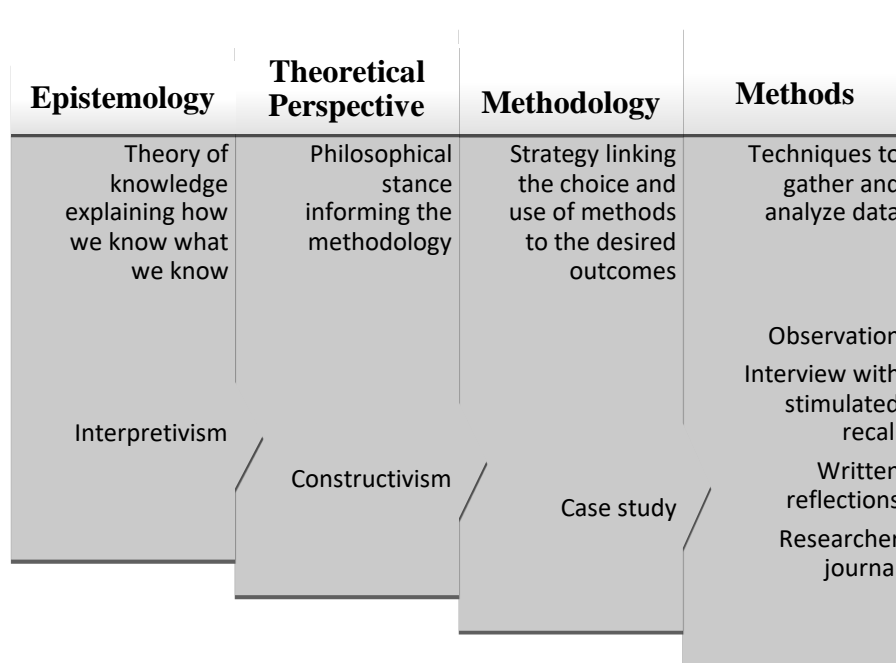 Epistemology
Theory of
knowledge
explaining how
we know what
we know
Interpretivism
Theoretical
Perspective
Philosophical
stance
informing the
methodology
Constructivism
Methodology
Strategy linking
the choice and
use of methods
to the desired
outcomes
Case study
Methods
Techniques to
gather and
analyze data
Observation
Interview with
stimulated
recal
Written
reflections
Researcher
journa